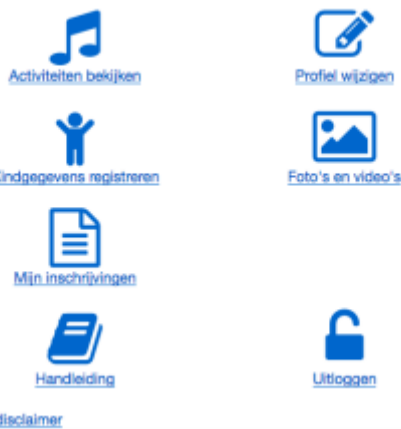 Activiteiten bekijken
Profiel wijzigen
indgegevens registreren
Foto's en video's
Mijn inschrijvingen
Handleiding
Uitloggen
disclaimer